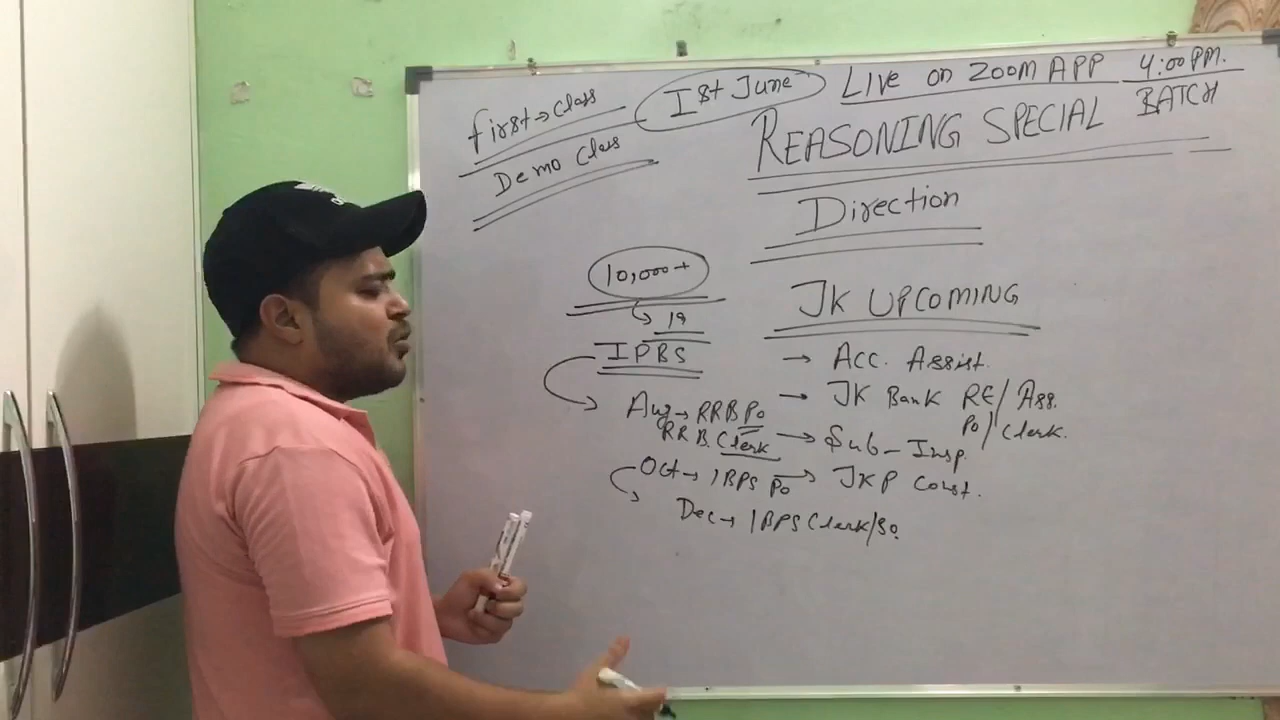 First → Class
Demo Class
Ist June
LIVE ON ZOOM APP 4:00 PM.
BATCH
REASONING SPECIAL
Direction
10,000+
19
IPBS
Aug → RRB PO
RRB Clerk
Oct → IBPS PO
Dec → IBPS Clerk/SO
JK UPCOMING
→ Acc. Assist.
→ JK Bank RE/Ass.
PO/Clerk.
→ Sub-Insp.
→ JKP Const.